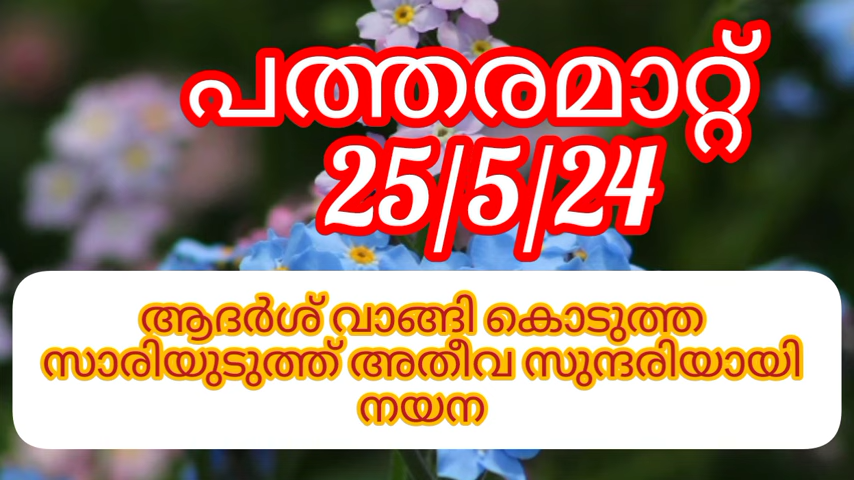 പത്തരമാറ്റ്
25/5/24
ആദർശ് വാങ്ങി കൊടുത്ത
സാരിയുടുത്ത് അതീവ സുന്ദരിയായി
നയന